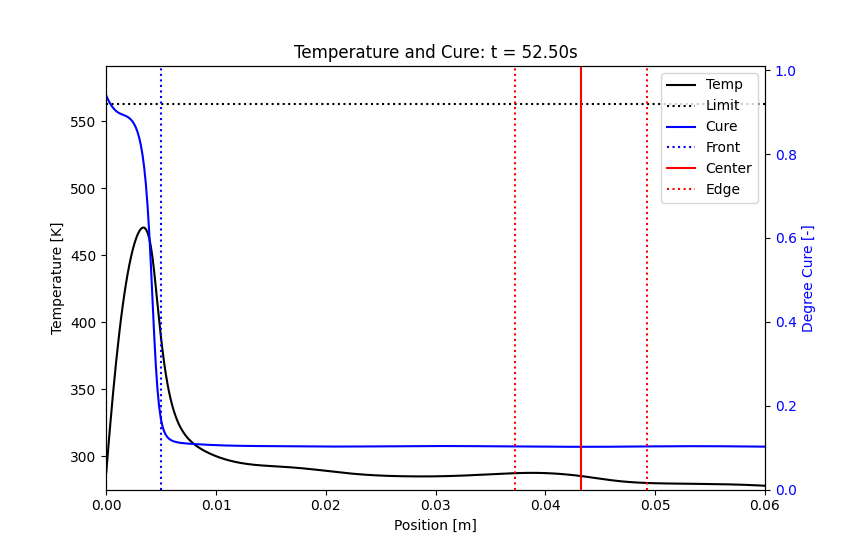 Temperature and Cure: t = 52.50s
Temp
Limit
Cure
Front
Center
Edge
550
500
450
400
350
300
Temperature [K]
1.0
0.8
0.6
0.4
0.2
0.0
Degree Cure [-]
0.00 0.01 0.02 0.03 0.04 0.05 0.06
Position [m]